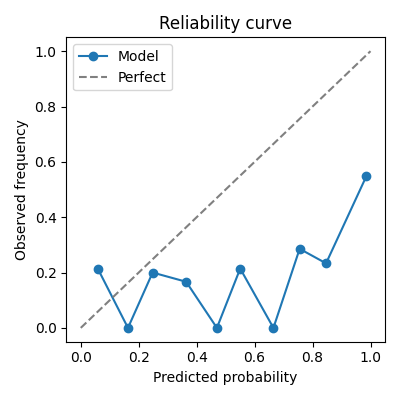 Reliability curve
Model
Perfect
1.0
0.8
0.6
0.4
0.2
0.0
Observed frequency
0.0 0.2 0.4 0.6 0.8 1.0
Predicted probability